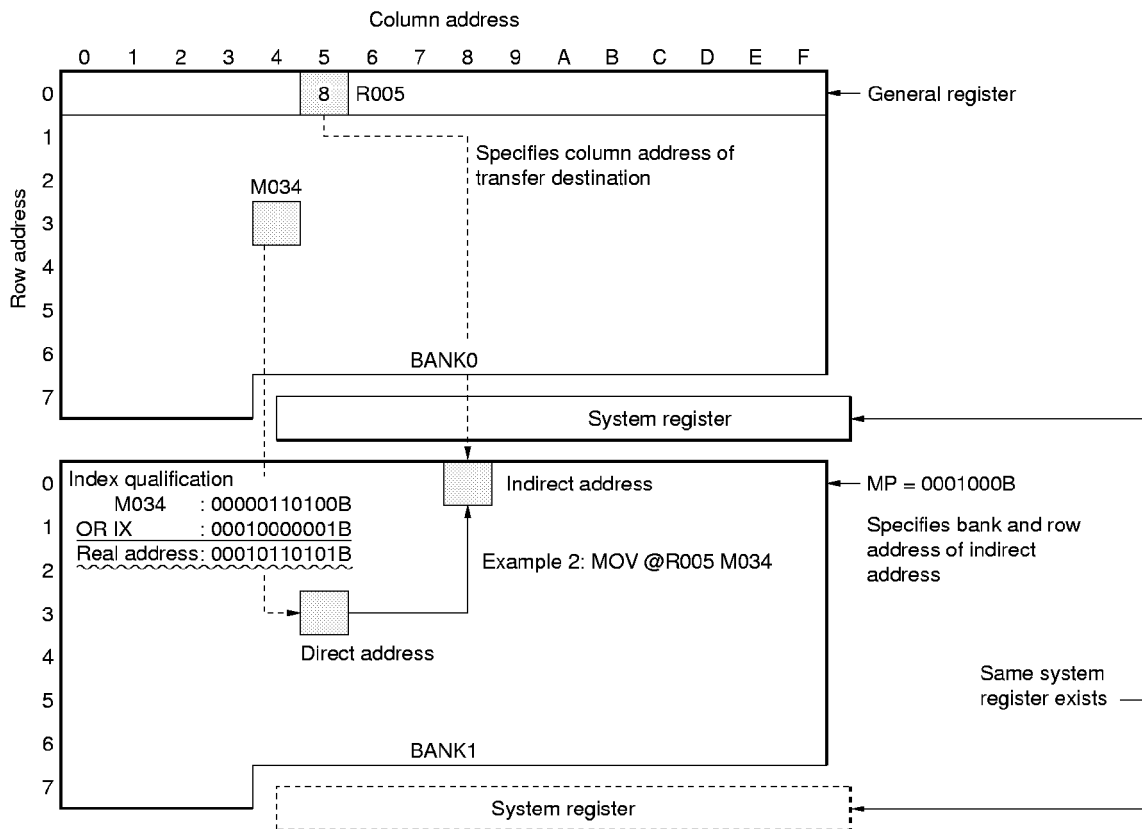 Column address
0 1 2 3 4 5 6 7 8 9 A B C D E F
0 8 R005 General register
1
Specifies column address of
transfer destination
2
M034
3
Row address
4
5
6
BANK0
7
System register
0 Index qualification Indirect address MP = 0001000B
M034 : 00000110100B
1 OR IX : 00010000001B
Specifies bank and row
address of indirect
address
Real address: 00010110101B
Example 2: MOV @R005 M034
2
3
Direct address
4
5
Same system
register exists
6
BANK1
7
System register